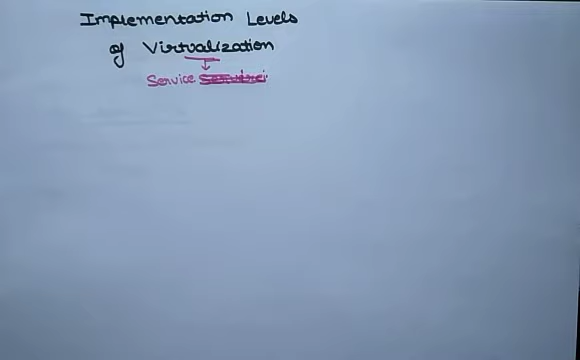 Implementation Levels
of Virtualization
Service